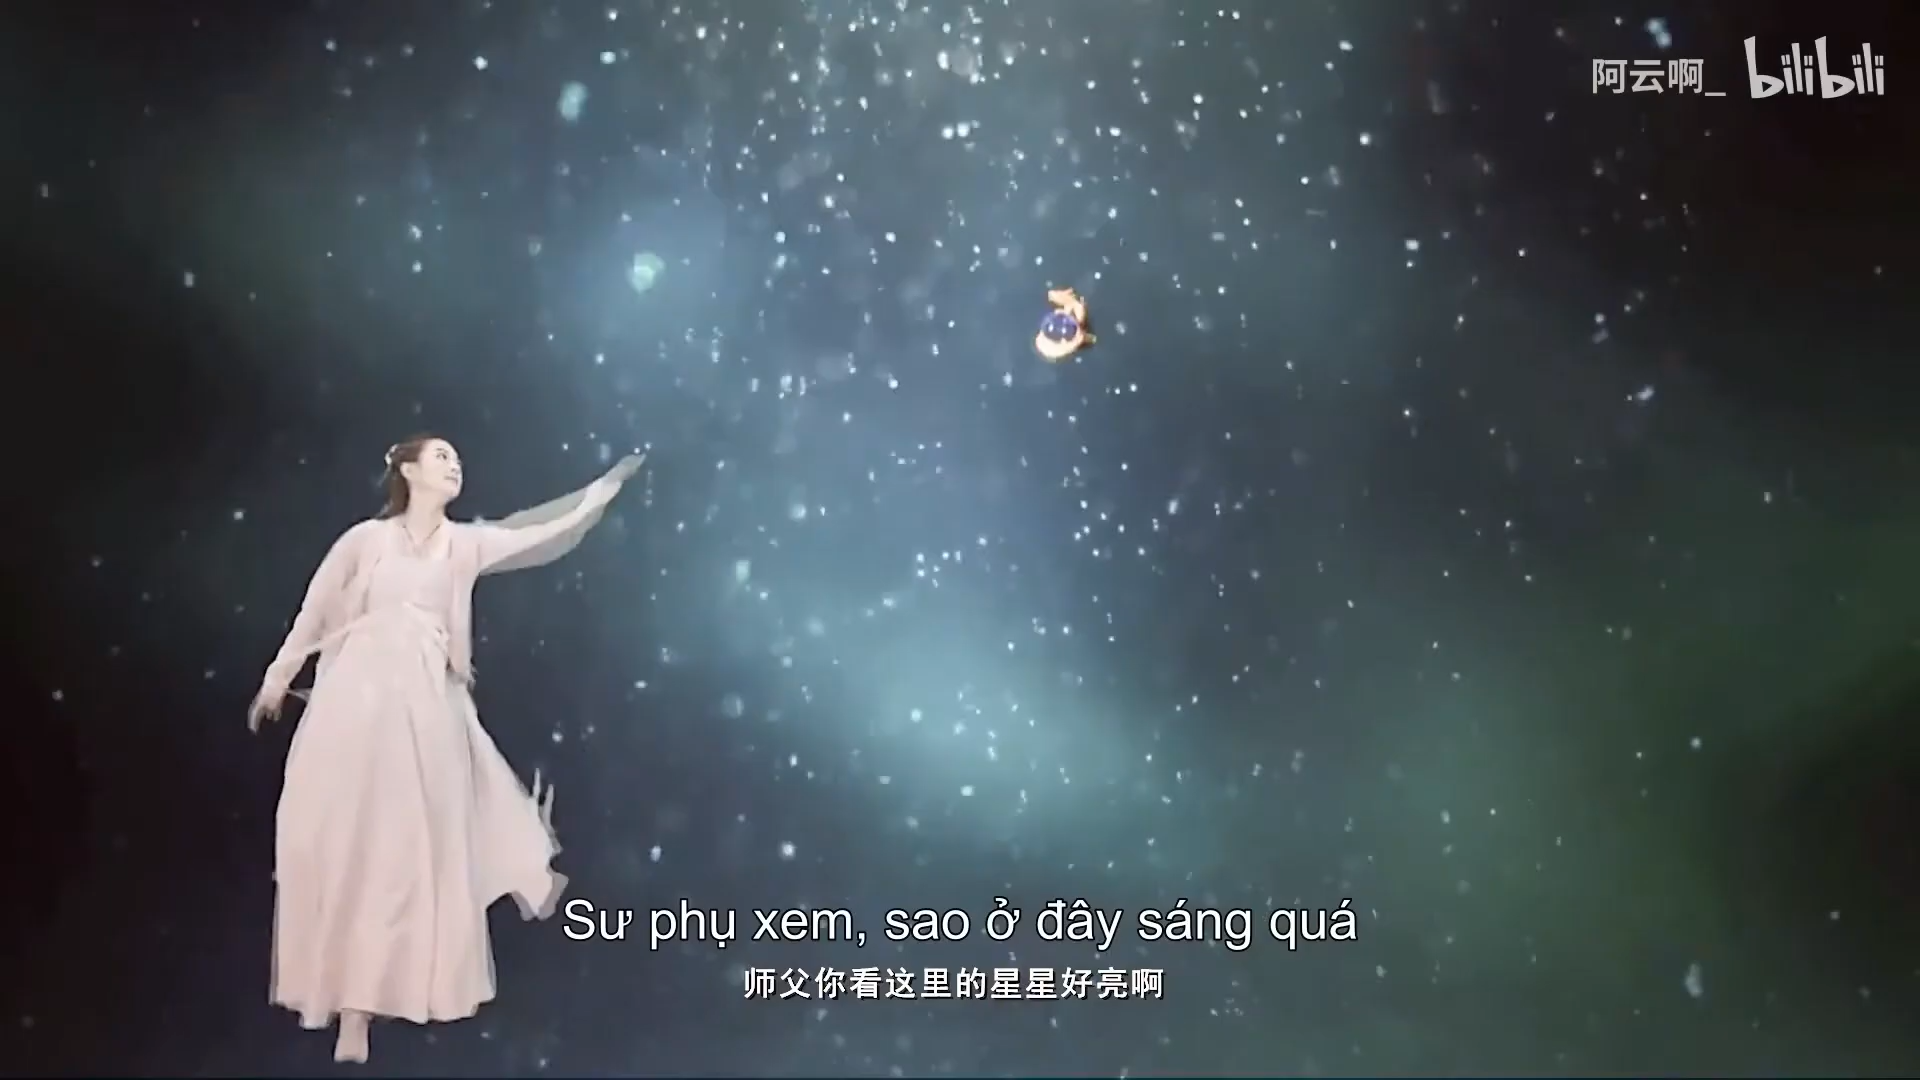 阿云啊_ bilibili
Sư phụ xem, sao ở đây sáng quá
师父你看这里的星星好亮啊